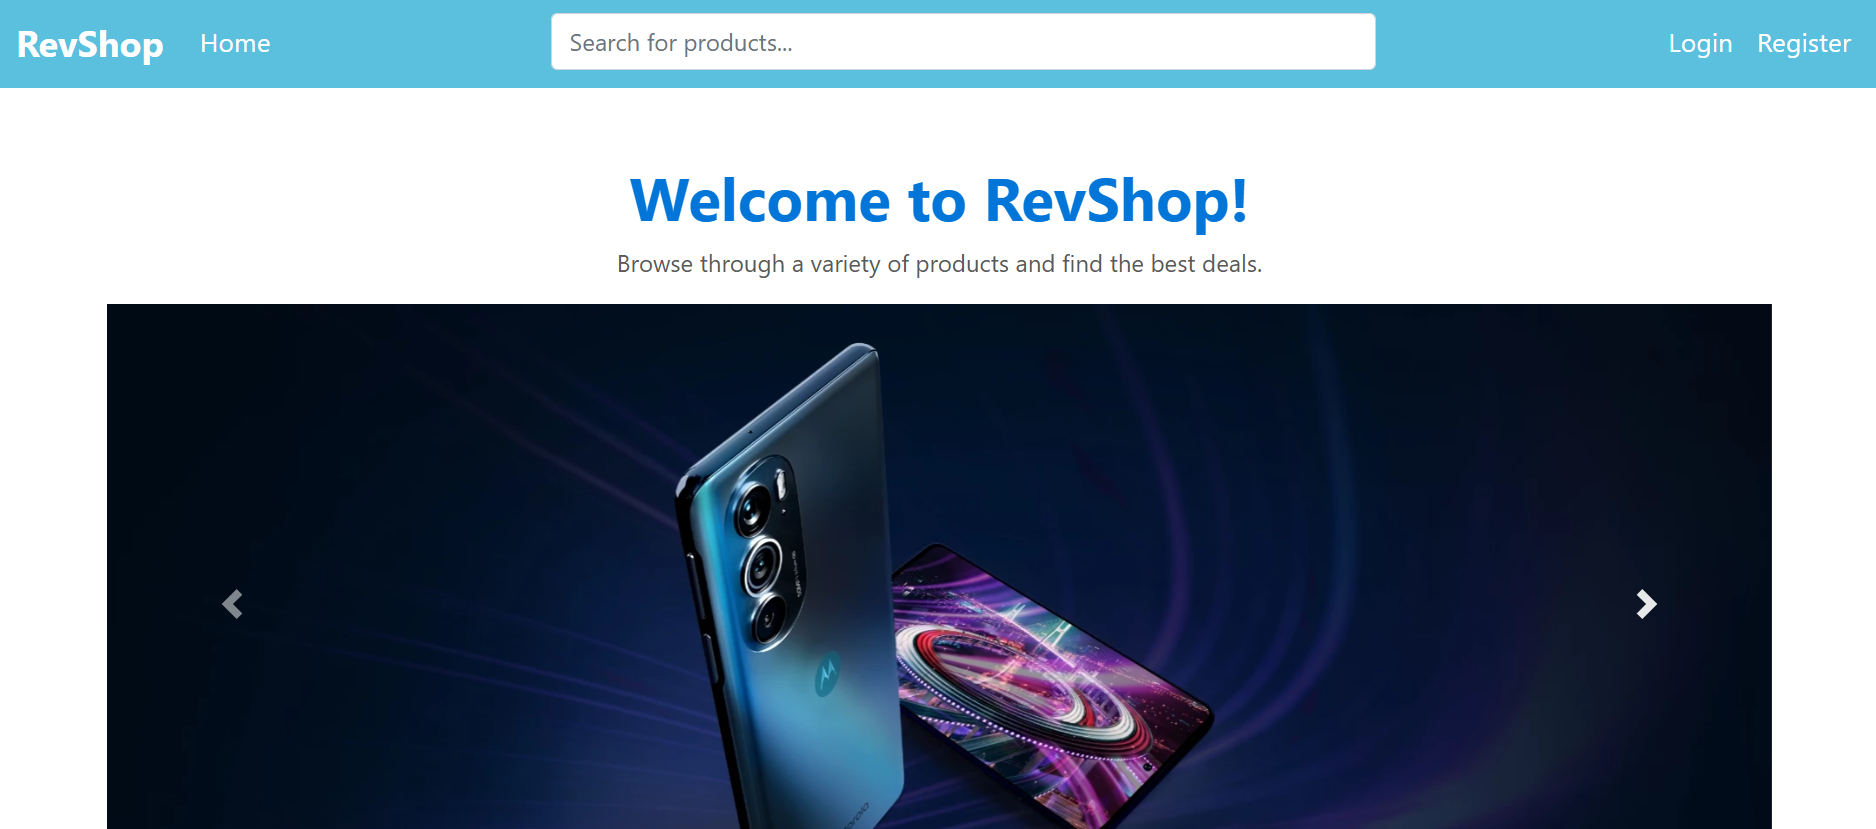 RevShop
Home
Search for products...
Login
Register
Welcome to RevShop!
Browse through a variety of products and find the best deals.